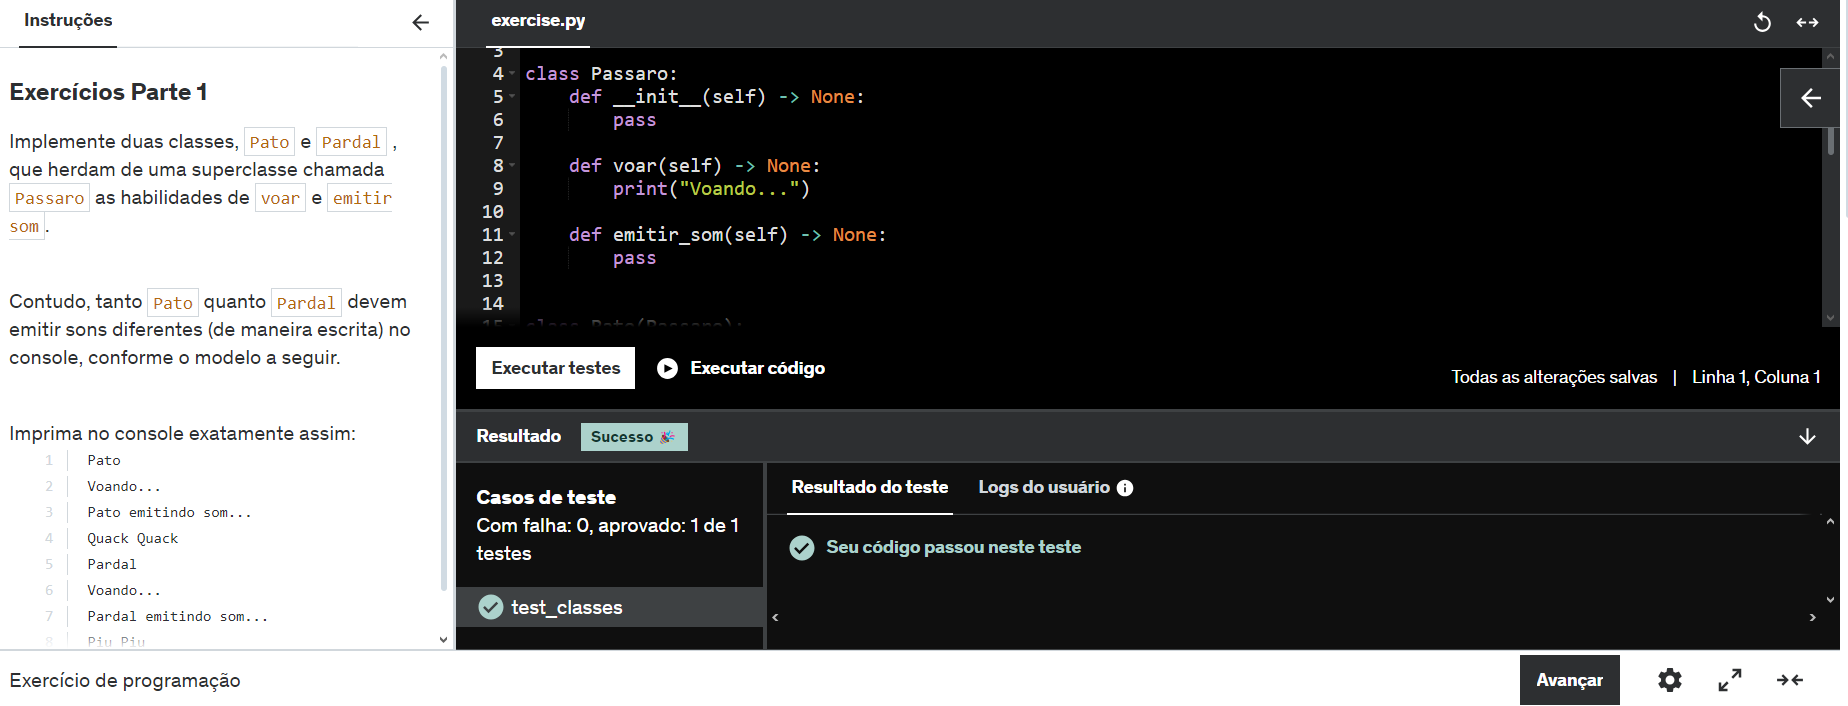 Instruções
Exercícios Parte 1
Implemente duas classes, Pato e Pardal ,
que herdam de uma superclasse chamada
Passaro as habilidades de voar e emitir
som.
Contudo, tanto Pato quanto Pardal devem
emitir sons diferentes (de maneira escrita) no
console, conforme o modelo a seguir.
Imprima no console exatamente assim:
1 Pato
2 Voando...
3 Pato emitindo som...
4 Quack Quack
5 Pardal
6 Voando...
7 Pardal emitindo som...
8 Piu Piu
exercise.py
3
4 class Passaro:
5 def __init__(self) -> None:
6 pass
7
8 def voar(self) -> None:
9 print("Voando...")
10
11 def emitir_som(self) -> None:
12 pass
13
14
15 class Pato(Passaro):
Executar testes
Executar código
Todas as alterações salvas | Linha 1, Coluna 1
Resultado Sucesso 🎉
Casos de teste
Com falha: 0, aprovado: 1 de 1
testes
test_classes
Resultado do teste
Logs do usuário
Seu código passou neste teste
Exercício de programação
Avançar